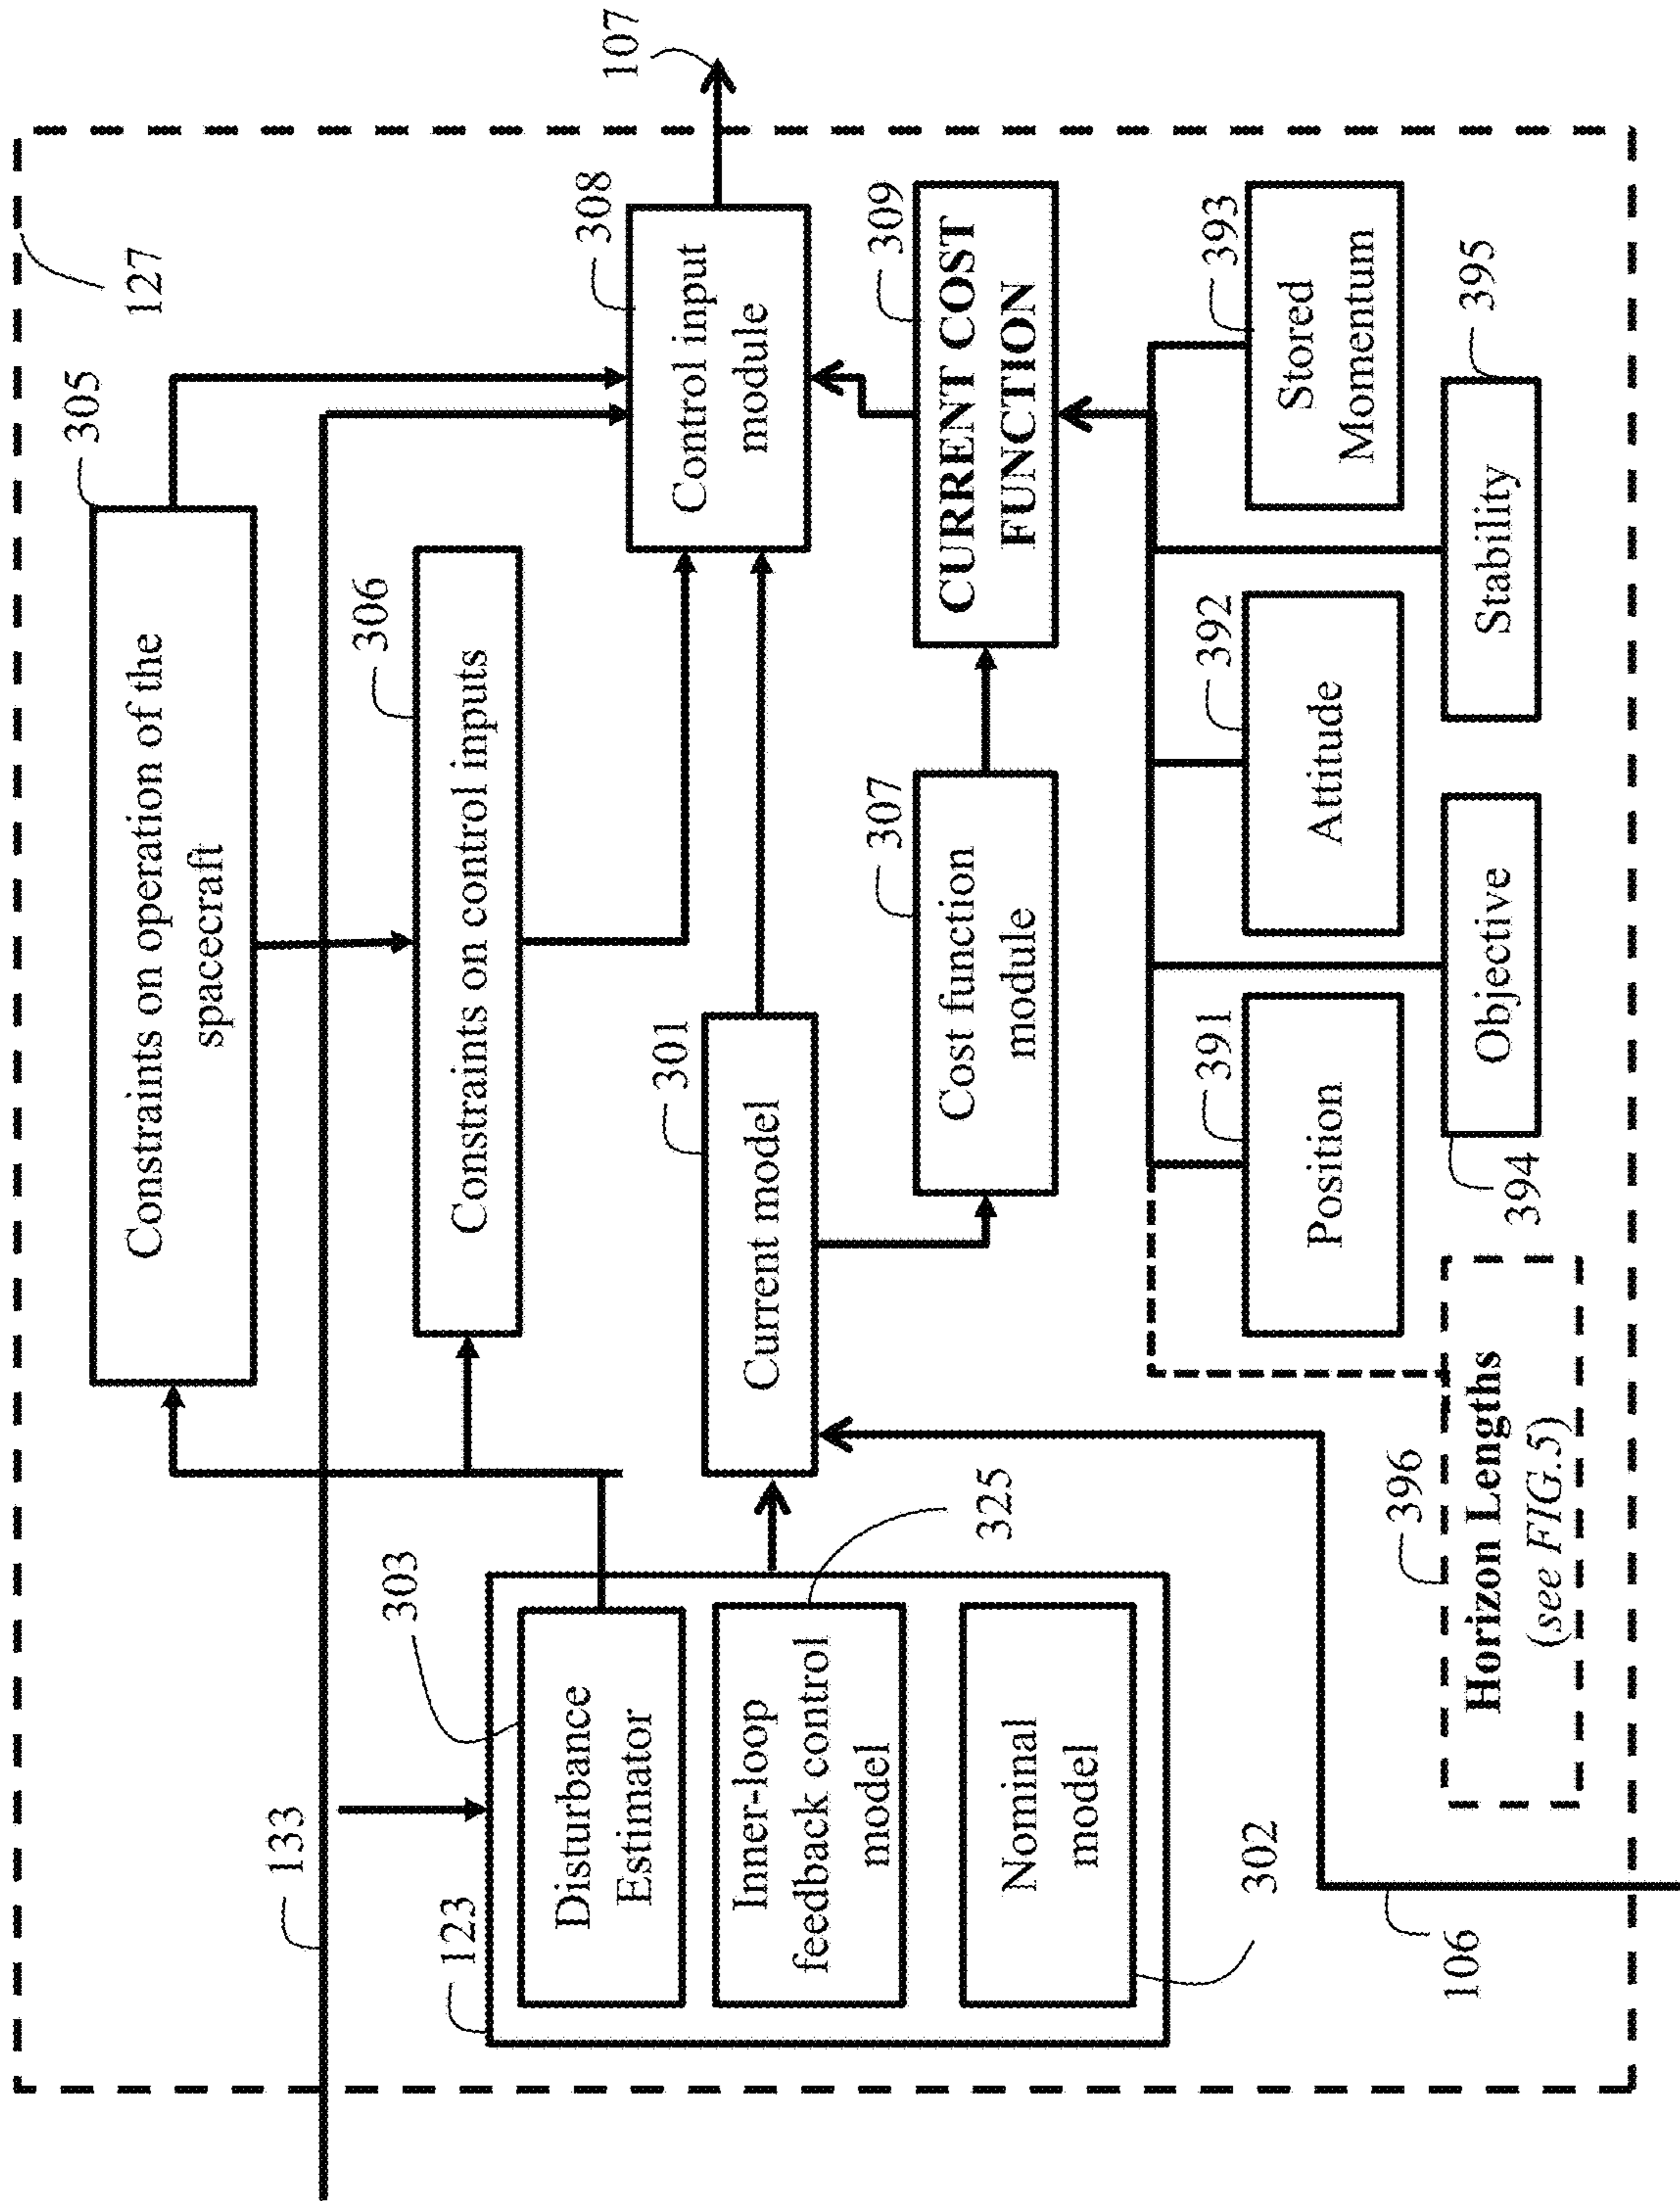 127
305
Constraints on operation of the
spacecraft
133
306
Constraints on control inputs
107
308
Control input
module
123
303
Disturbance
Estimator
301
Current model
Inner-loop
feedback control
model
325
Nominal
model
302
307
Cost function
module
309
CURRENT COST
FUNCTION
391
Position
392
Attitude
393
Stored
Momentum
106
396
Horizon Lengths
(see FIG.5)
394
Objective
Stability
395